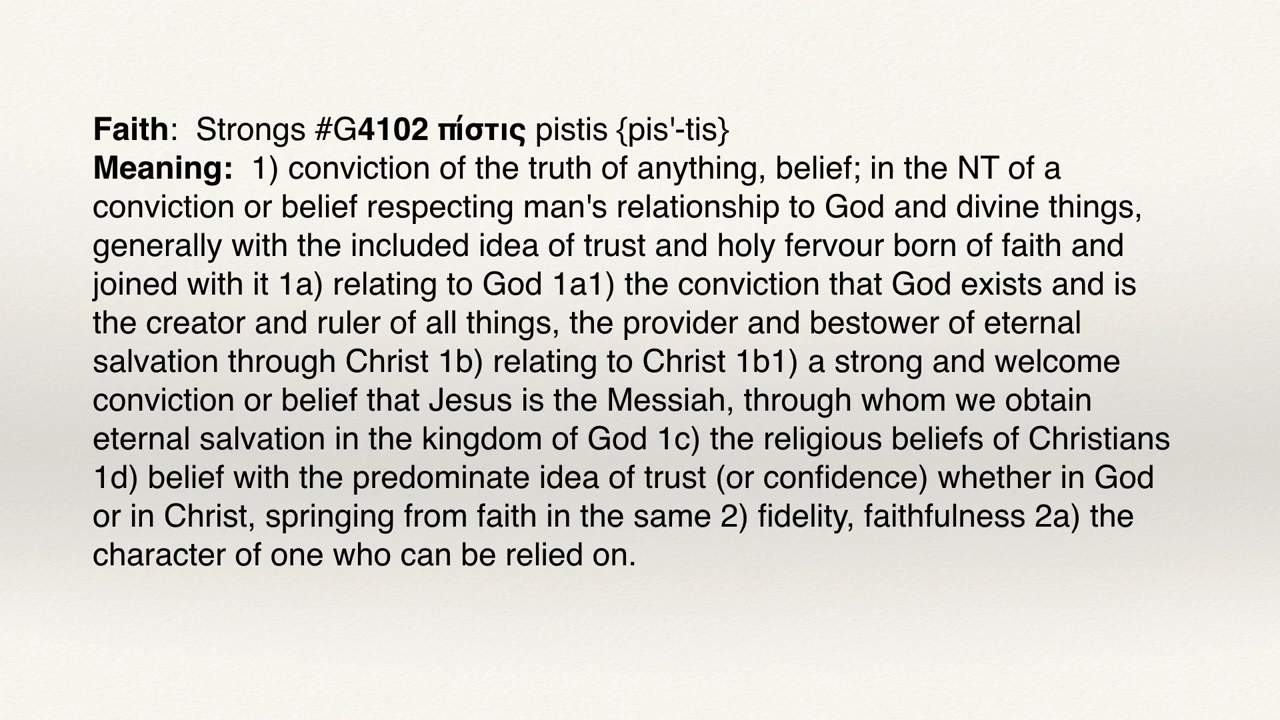 Faith:  Strongs #G4102 πίστις pistis {pis'-tis}
Meaning:  1) conviction of the truth of anything, belief; in the NT of a
conviction or belief respecting man's relationship to God and divine things,
generally with the included idea of trust and holy fervour born of faith and
joined with it 1a) relating to God 1a1) the conviction that God exists and is
the creator and ruler of all things, the provider and bestower of eternal
salvation through Christ 1b) relating to Christ 1b1) a strong and welcome
conviction or belief that Jesus is the Messiah, through whom we obtain
eternal salvation in the kingdom of God 1c) the religious beliefs of Christians
1d) belief with the predominate idea of trust (or confidence) whether in God
or in Christ, springing from faith in the same 2) fidelity, faithfulness 2a) the
character of one who can be relied on.